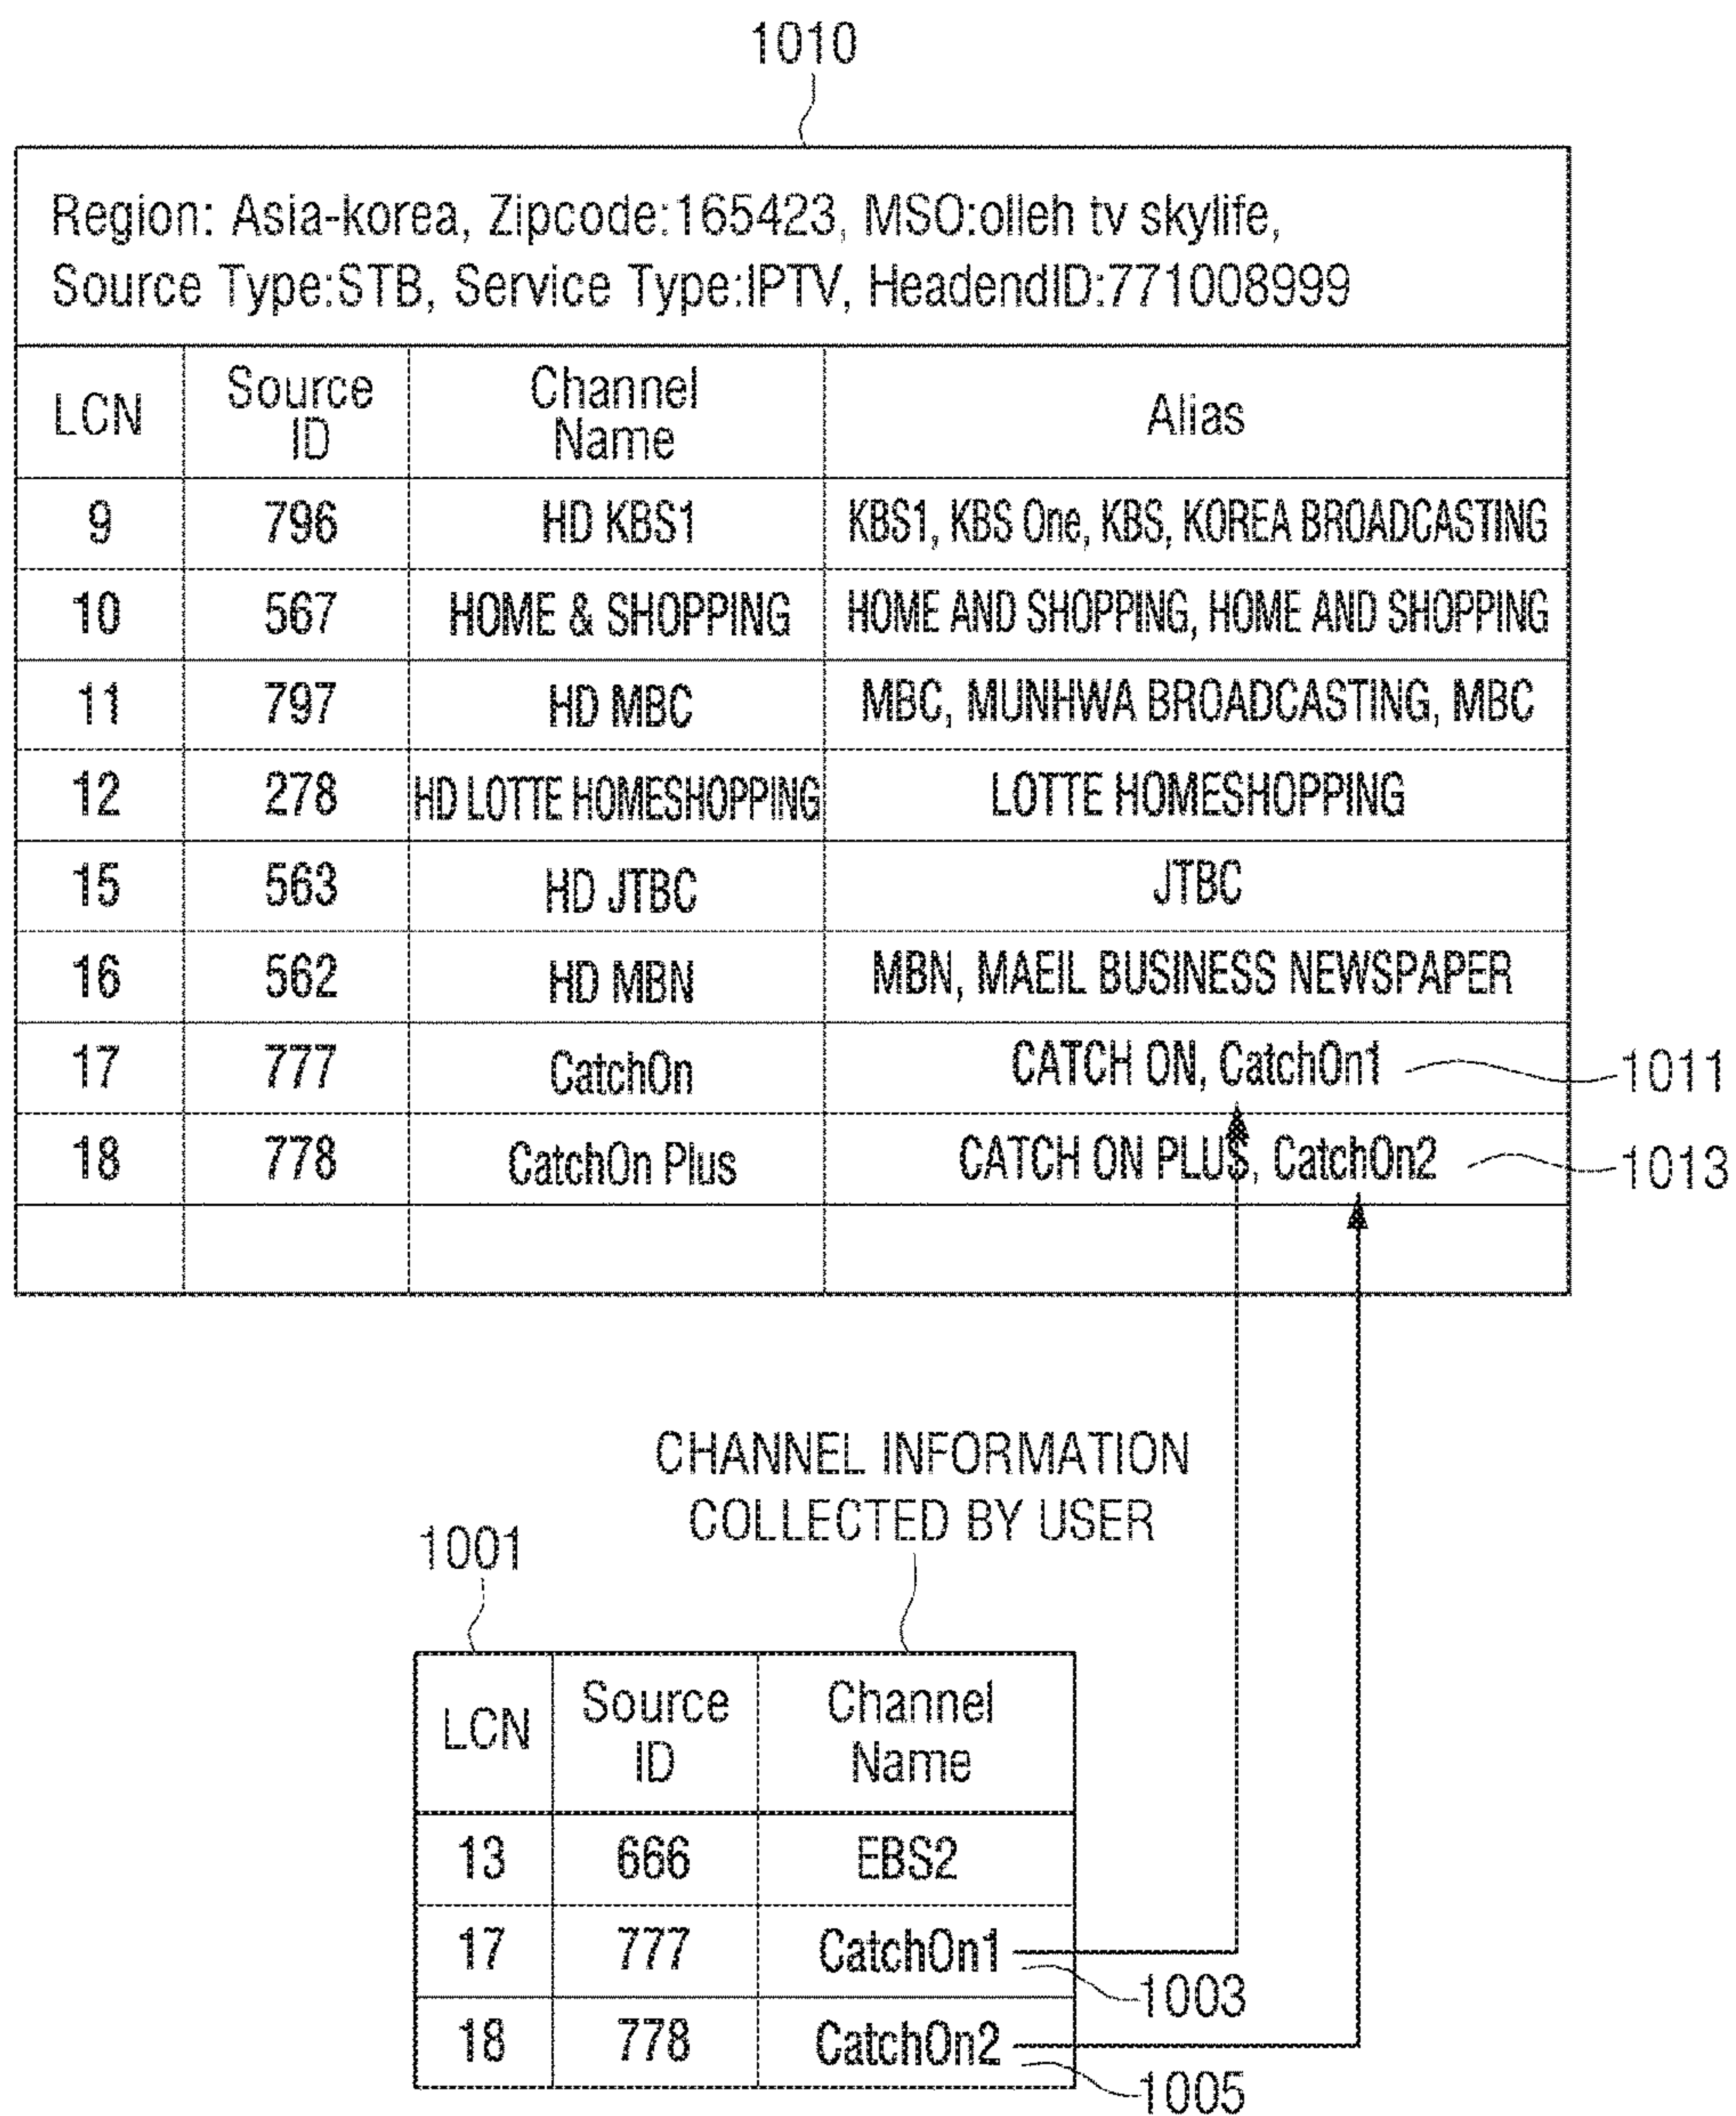 1010
Region: Asia-korea, Zipcode:165423, MSO:olleh tv skylife,
Source Type:STB, Service Type:IPTV, HeadendID:771008999
LCN Source ID Channel Name Alias
9 796 HD KBS1 KBS1, KBS One, KBS, KOREA BROADCASTING
10 567 HOME & SHOPPING HOME AND SHOPPING, HOME AND SHOPPING
11 797 HD MBC MBC, MUNHWA BROADCASTING, MBC
12 278 HD LOTTE HOMESHOPPING LOTTE HOMESHOPPING
15 563 HD JTBC JTBC
16 562 HD MBN MBN, MAEIL BUSINESS NEWSPAPER
17 777 CatchOn CATCH ON, CatchOn1 1011
18 778 CatchOn Plus CATCH ON PLUS, CatchOn2 1013
CHANNEL INFORMATION
COLLECTED BY USER
1001
LCN Source ID Channel Name
13 666 EBS2
17 777 CatchOn1
1003
18 778 CatchOn2
1005